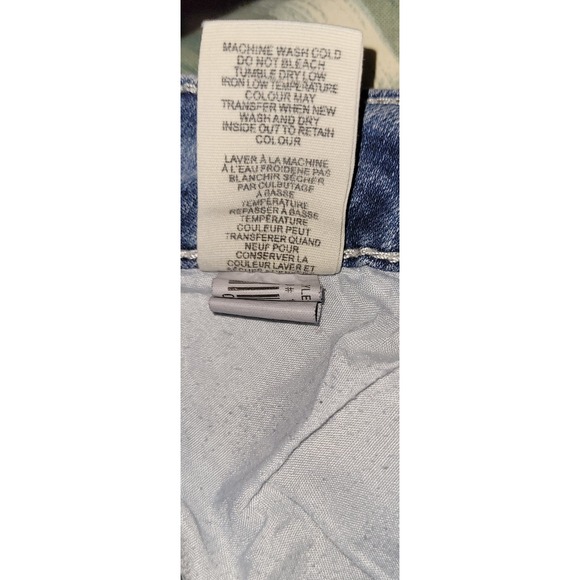 MACHINE WASH COLD
DO NOT BLEACH
TUMBLE DRY LOW
IRON LOW TEMPERATURE
COLOUR MAY
TRANSFER WHEN NEW
WASH AND DRY
INSIDE OUT TO RETAIN
COLOUR
LAVER À LA MACHINE
À L'EAU FROIDENE PAS
BLANCHIR SÉCHER
PAR CULBUTAGE
À BASSE
TEMPÉRATURE
REPASSER À BASSE
TEMPÉRATURE
COULEUR PEUT
TRANSFERER QUAND
NEUF POUR
CONSERVER LA
COULEUR LAVER ET